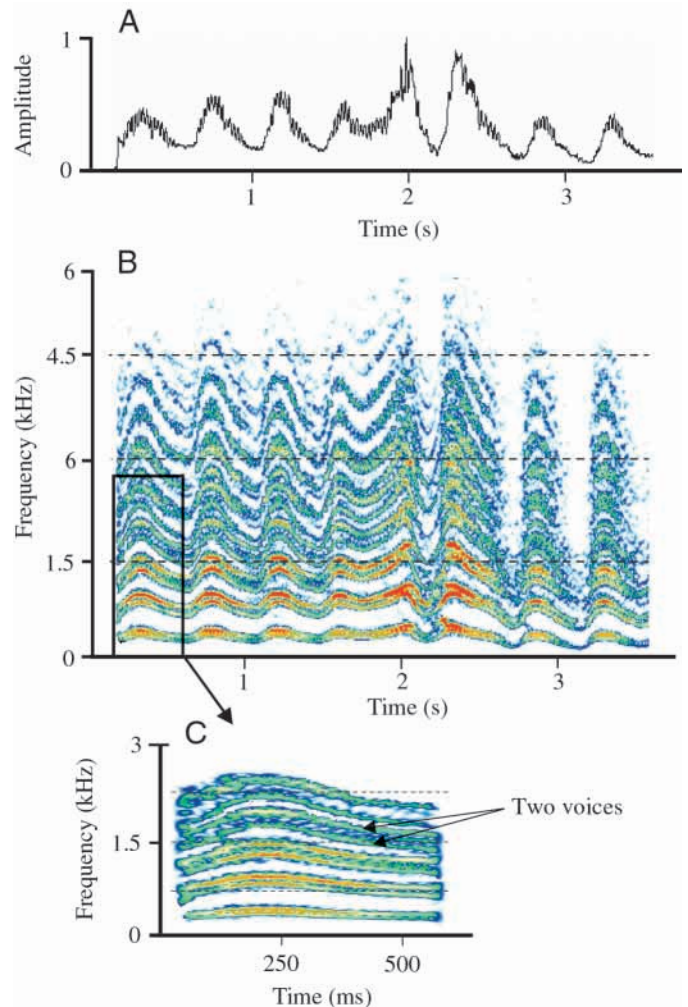 A
1
Amplitude
0
1 2 3
Time (s)
B
6
4.5
Frequency (kHz)
6
1.5
0
1 2 3
Time (s)
C
3
Frequency (kHz)
1.5
0
Two voices
250 500
Time (ms)